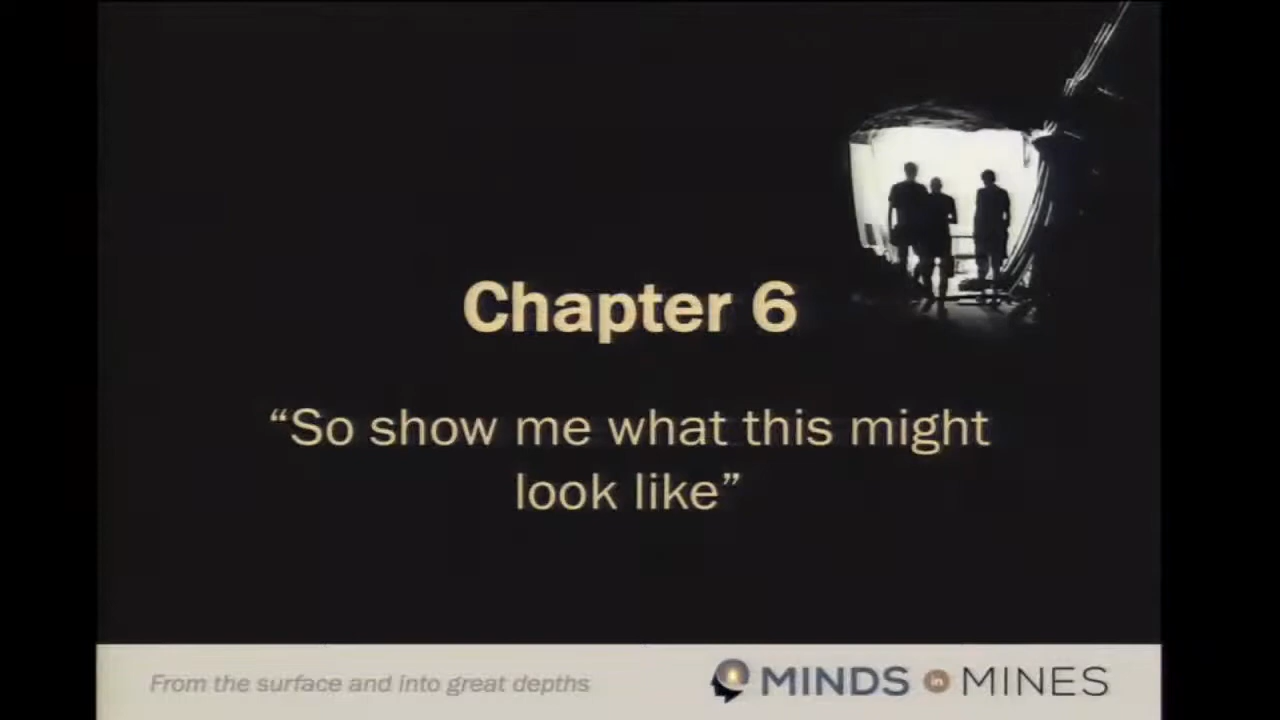 Chapter 6
“So show me what this might
look like”
From the surface and into great depths
MINDS in MINES